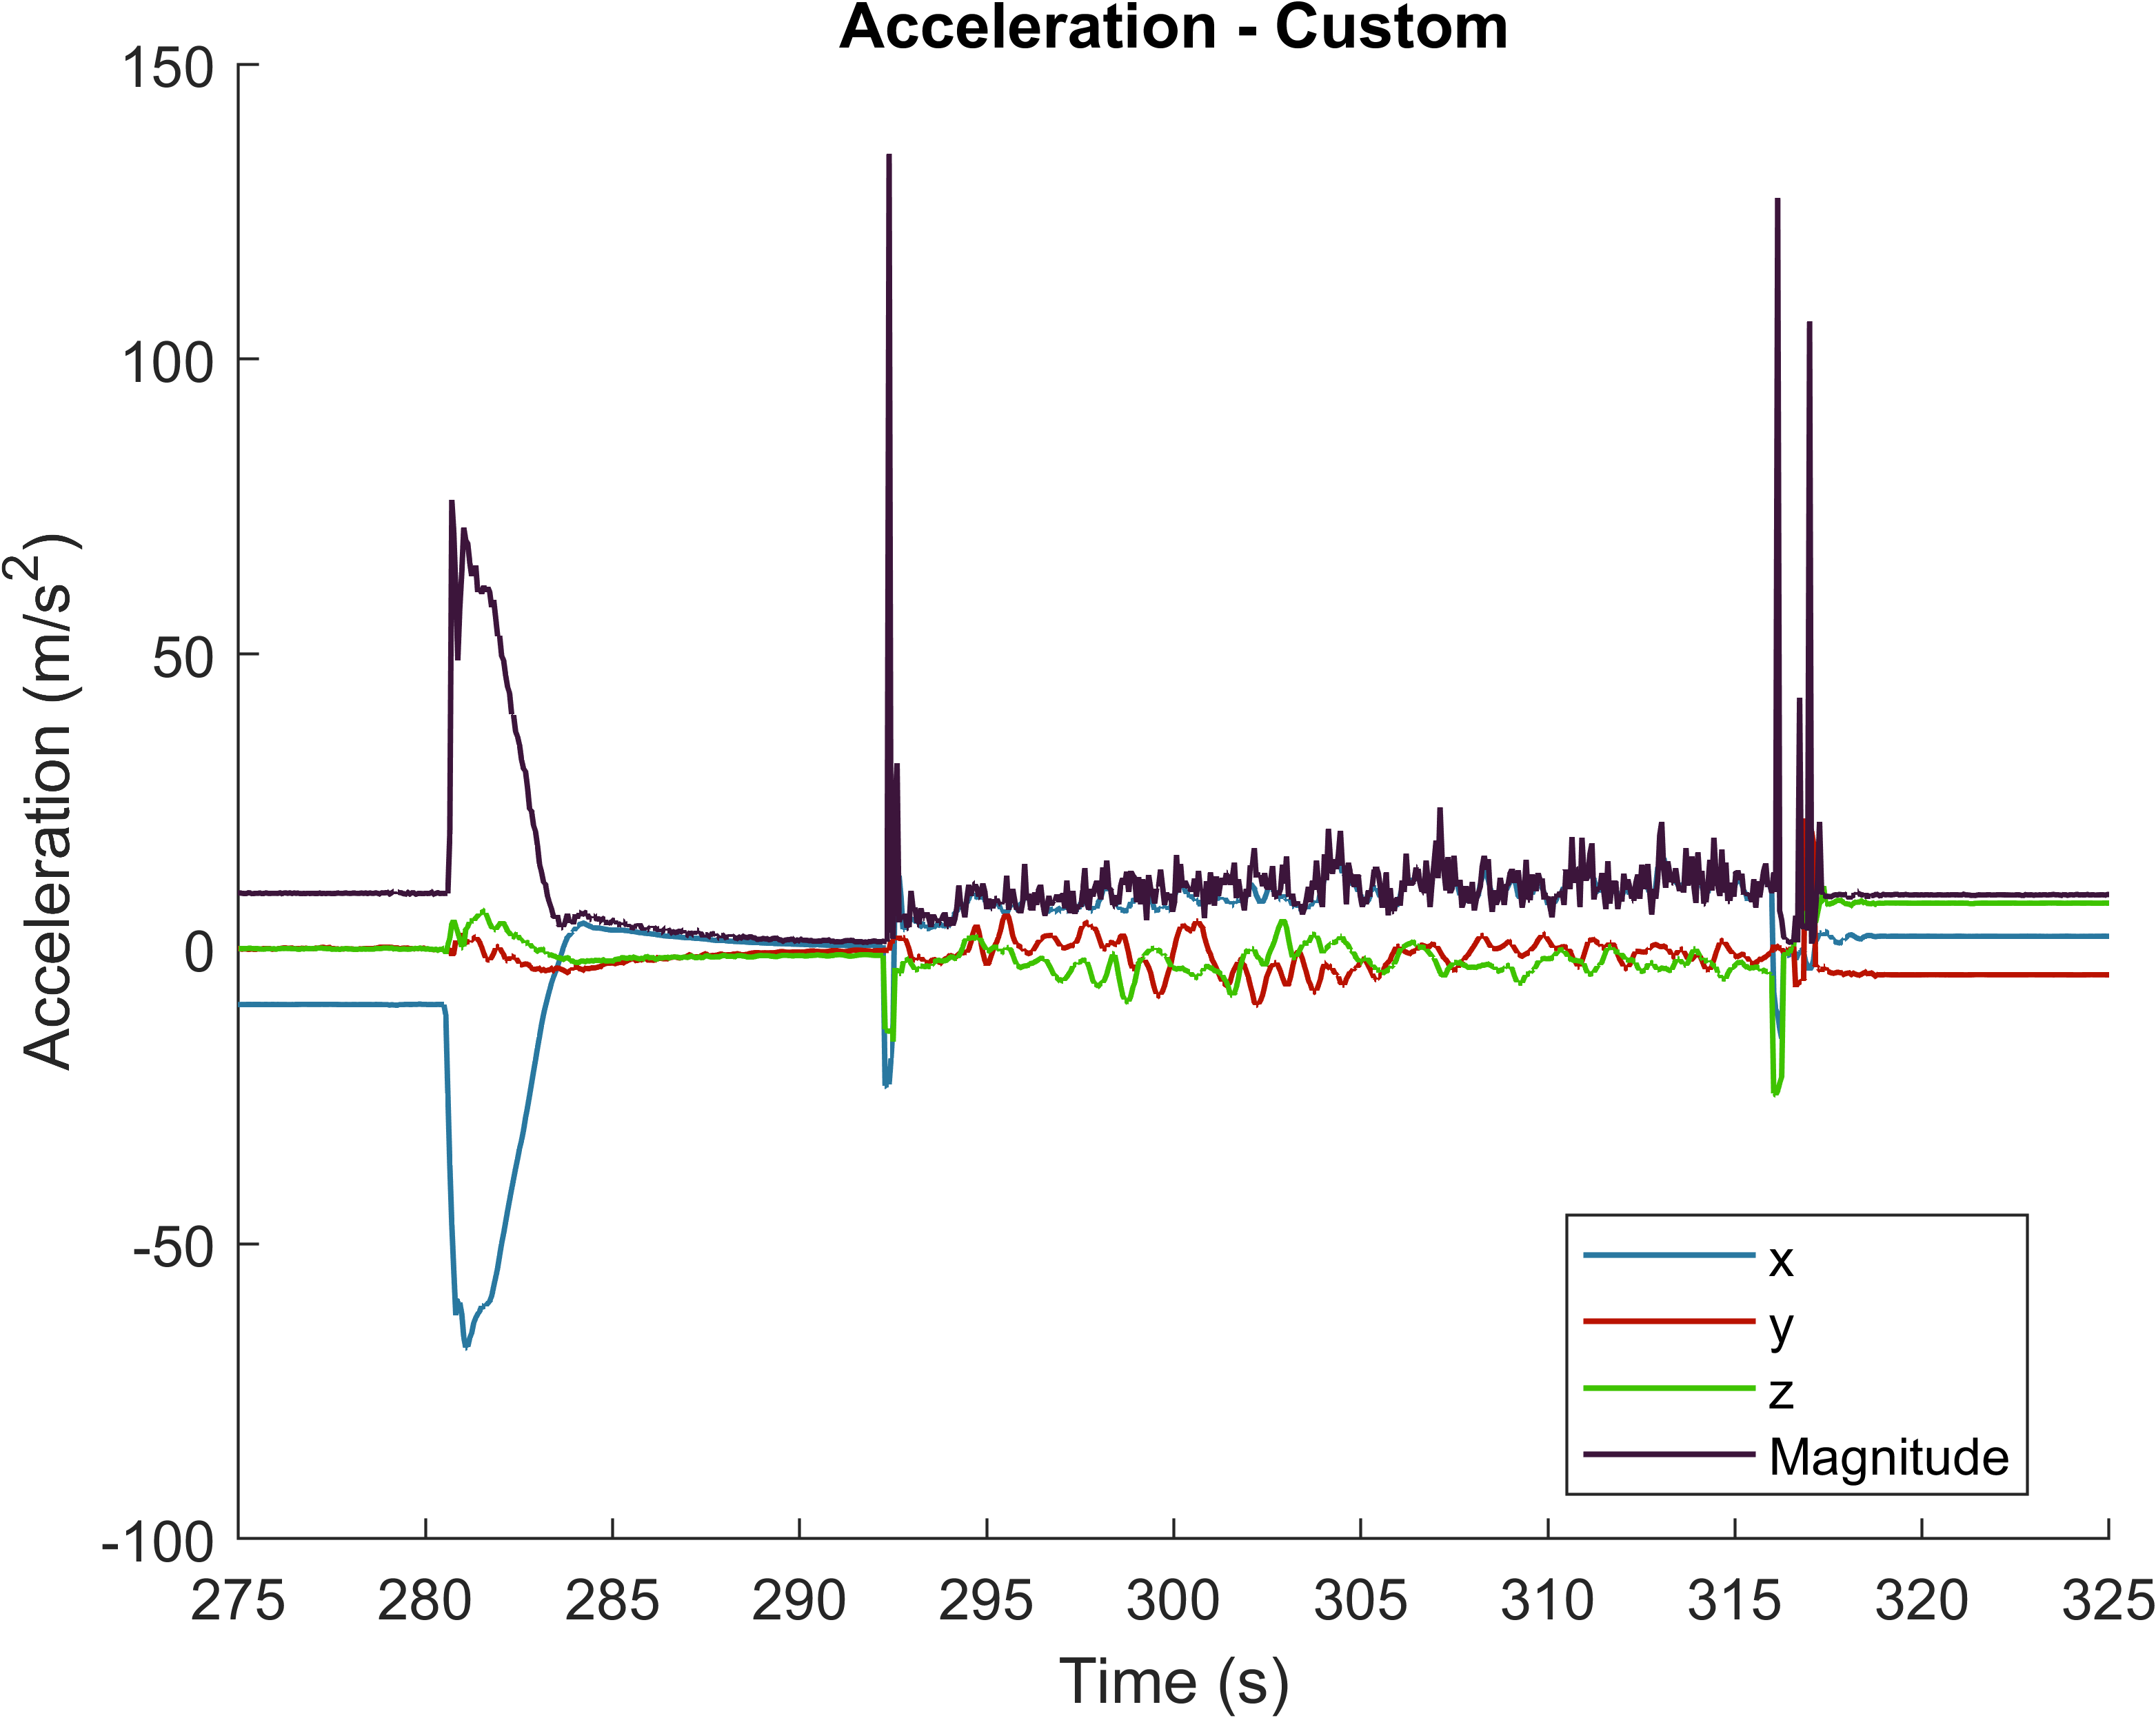 Acceleration - Custom
150
100
50
0
-50
-100
Acceleration (m/s²)
275 280 285 290 295 300 305 310 315 320 325
Time (s)
x
y
z
Magnitude